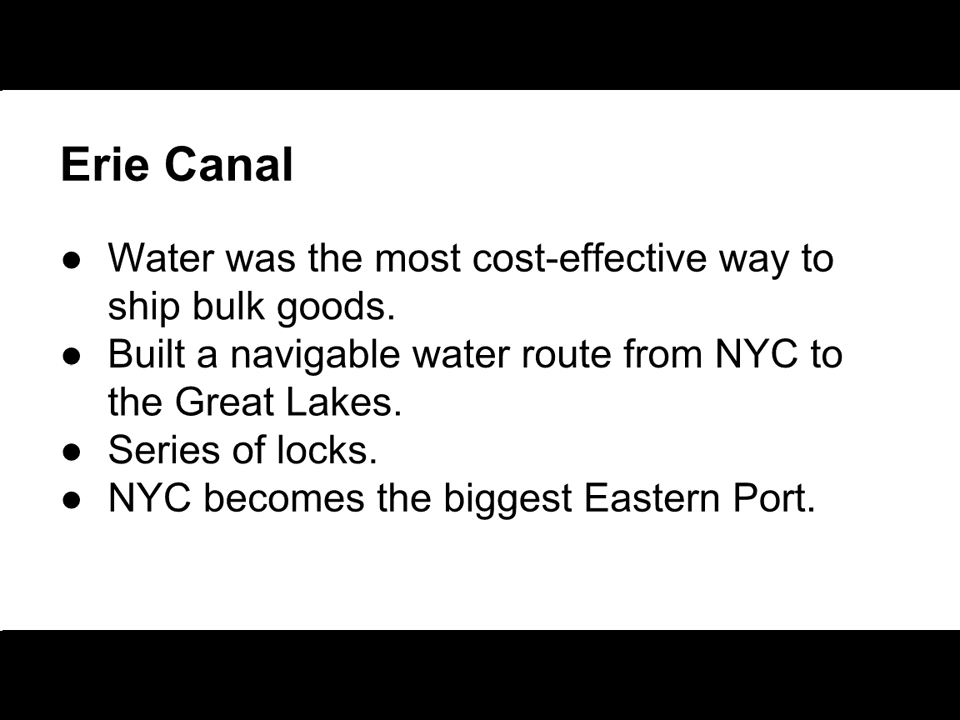 Erie Canal
● Water was the most cost-effective way to
ship bulk goods.
● Built a navigable water route from NYC to
the Great Lakes.
● Series of locks.
● NYC becomes the biggest Eastern Port.